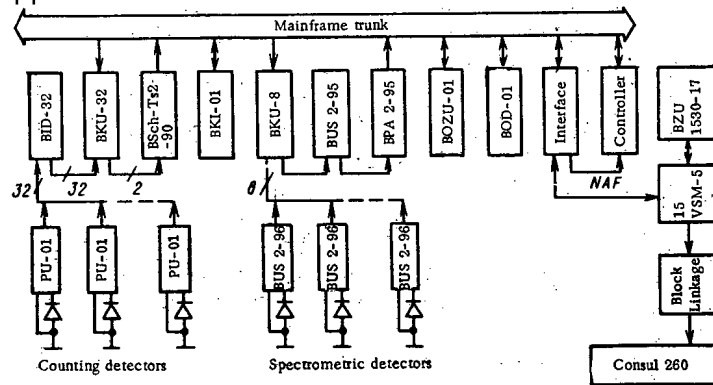 Mainframe trunk
BID-32
BKU-32
BSch-Ts2
-90
BKI-01
BKU-8
BUS 2-95
BPA 2-95
BOZU-01
BOD-01
Interface
Controller
BZU
1530-17
32
32
2
8
NAF
15
VSM-5
PU-01
PU-01
PU-01
BUS 2-96
BUS 2-96
BUS 2-96
Block
Linkage
Counting detectors
Spectrometric detectors
Consul 260